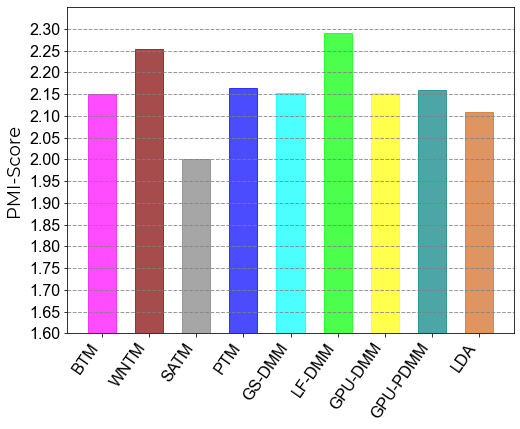 2.30
2.25
2.20
2.15
2.10
2.05
2.00
1.95
1.90
1.85
1.80
1.75
1.70
1.65
1.60
PMI-Score
BTM
WNTM
SATM
PTM
GS-DMM
LF-DMM
GPU-DMM
GPU-PDMM
LDA